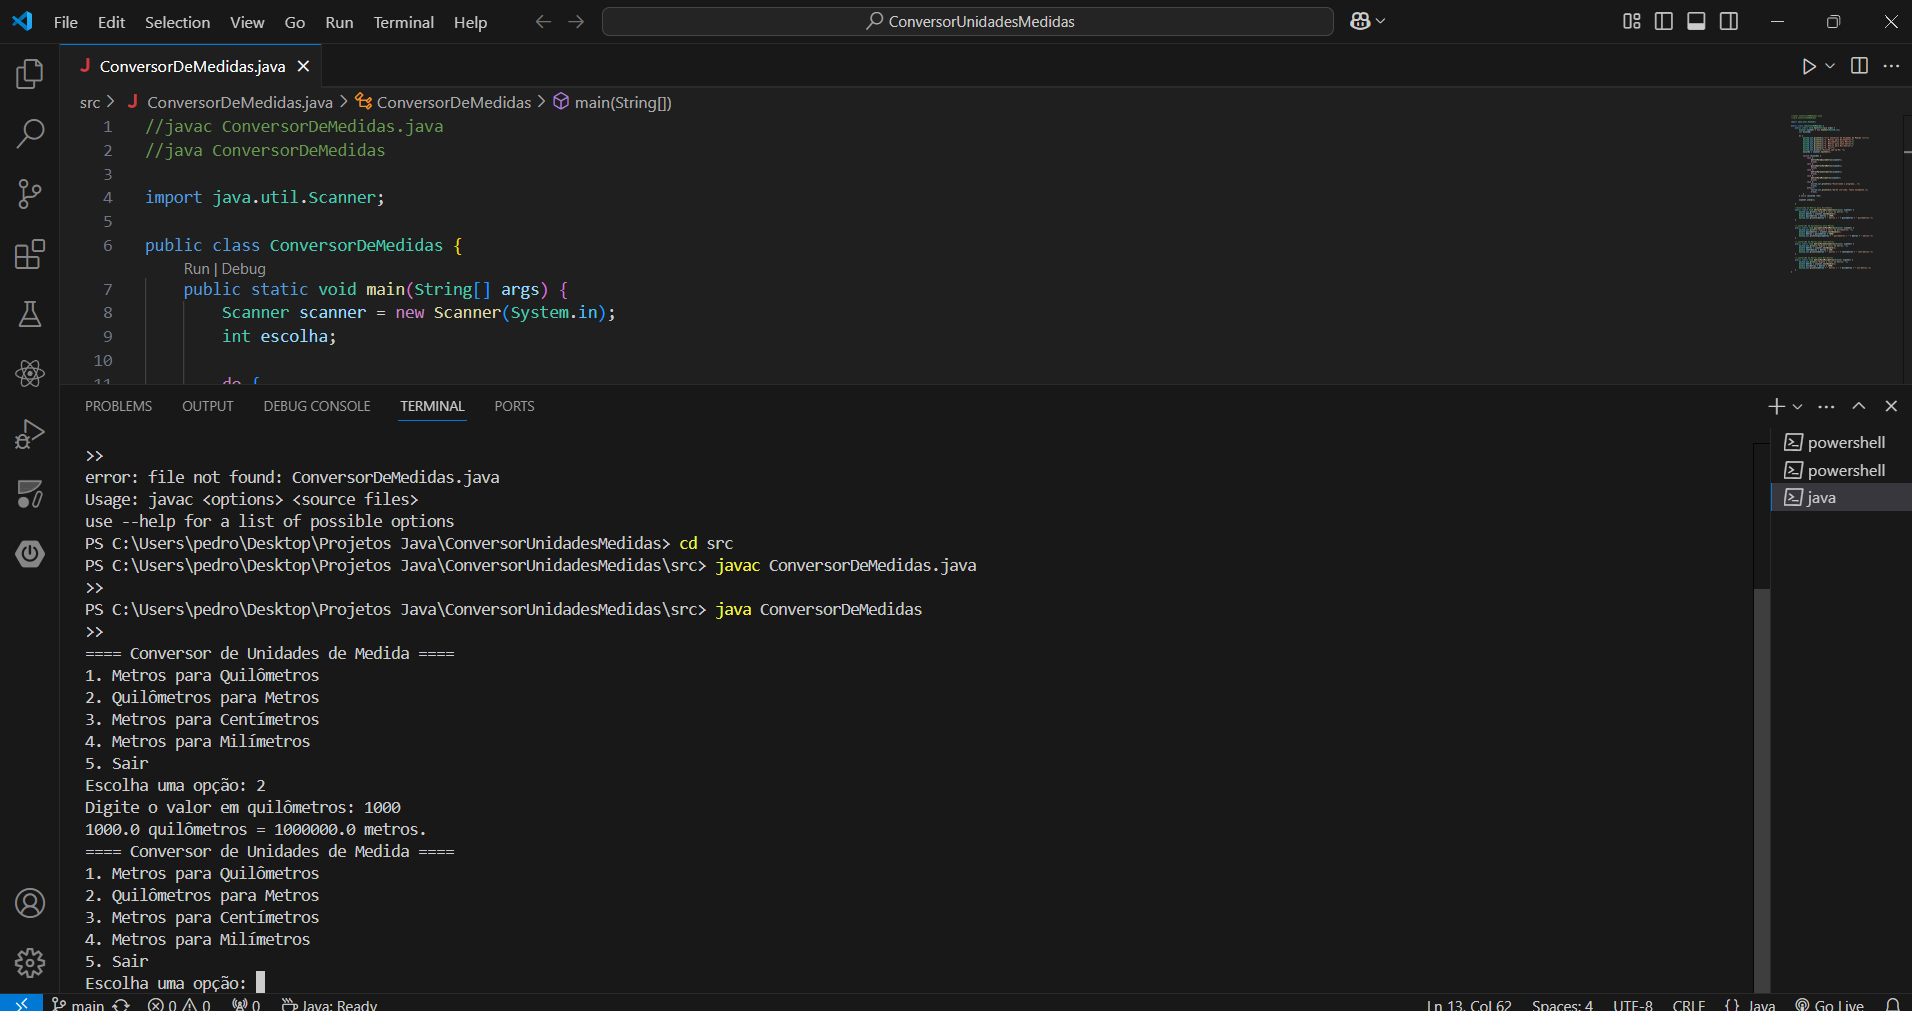 File Edit Selection View Go Run Terminal Help
ConversorUnidadesMedidas
ConversorDeMedidas.java
src > ConversorDeMedidas.java > ConversorDeMedidas > main(String[])
1 //javac ConversorDeMedidas.java
2 //java ConversorDeMedidas
3
4 import java.util.Scanner;
5
6 public class ConversorDeMedidas {
Run | Debug
7 public static void main(String[] args) {
8 Scanner scanner = new Scanner(System.in);
9 int escolha;
10
11 do {
PROBLEMS OUTPUT DEBUG CONSOLE TERMINAL PORTS
powershell
powershell
java
>>
error: file not found: ConversorDeMedidas.java
Usage: javac <options> <source files>
use --help for a list of possible options
PS C:\Users\pedro\Desktop\Projetos Java\ConversorUnidadesMedidas> cd src
PS C:\Users\pedro\Desktop\Projetos Java\ConversorUnidadesMedidas\src> javac ConversorDeMedidas.java
>>
PS C:\Users\pedro\Desktop\Projetos Java\ConversorUnidadesMedidas\src> java ConversorDeMedidas
>>
==== Conversor de Unidades de Medida ====
1. Metros para Quilômetros
2. Quilômetros para Metros
3. Metros para Centímetros
4. Metros para Milímetros
5. Sair
Escolha uma opção: 2
Digite o valor em quilômetros: 1000
1000.0 quilômetros = 1000000.0 metros.
==== Conversor de Unidades de Medida ====
1. Metros para Quilômetros
2. Quilômetros para Metros
3. Metros para Centímetros
4. Metros para Milímetros
5. Sair
Escolha uma opção:
main 0 0 0 Java: Ready Ln 13, Col 62 Spaces: 4 UTF-8 CRLF {} Java Go Live